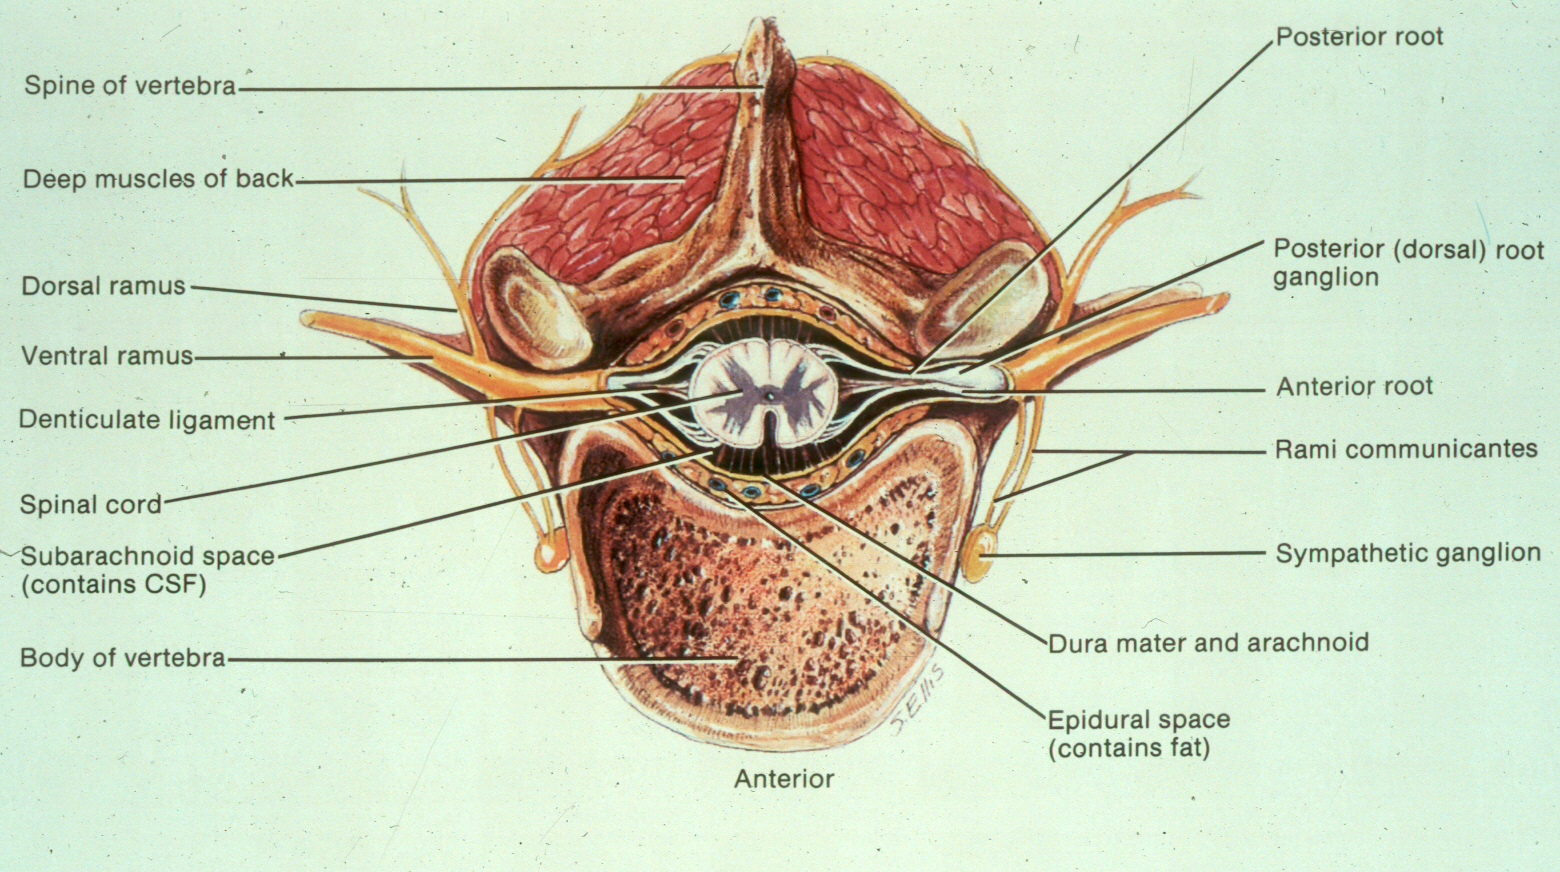 Spine of vertebra
Deep muscles of back
Dorsal ramus
Ventral ramus
Denticulate ligament
Spinal cord
Subarachnoid space
(contains CSF)
Body of vertebra
Posterior root
Posterior (dorsal) root
ganglion
Anterior root
Rami communicantes
Sympathetic ganglion
Dura mater and arachnoid
Epidural space
(contains fat)
S. Ellis
Anterior